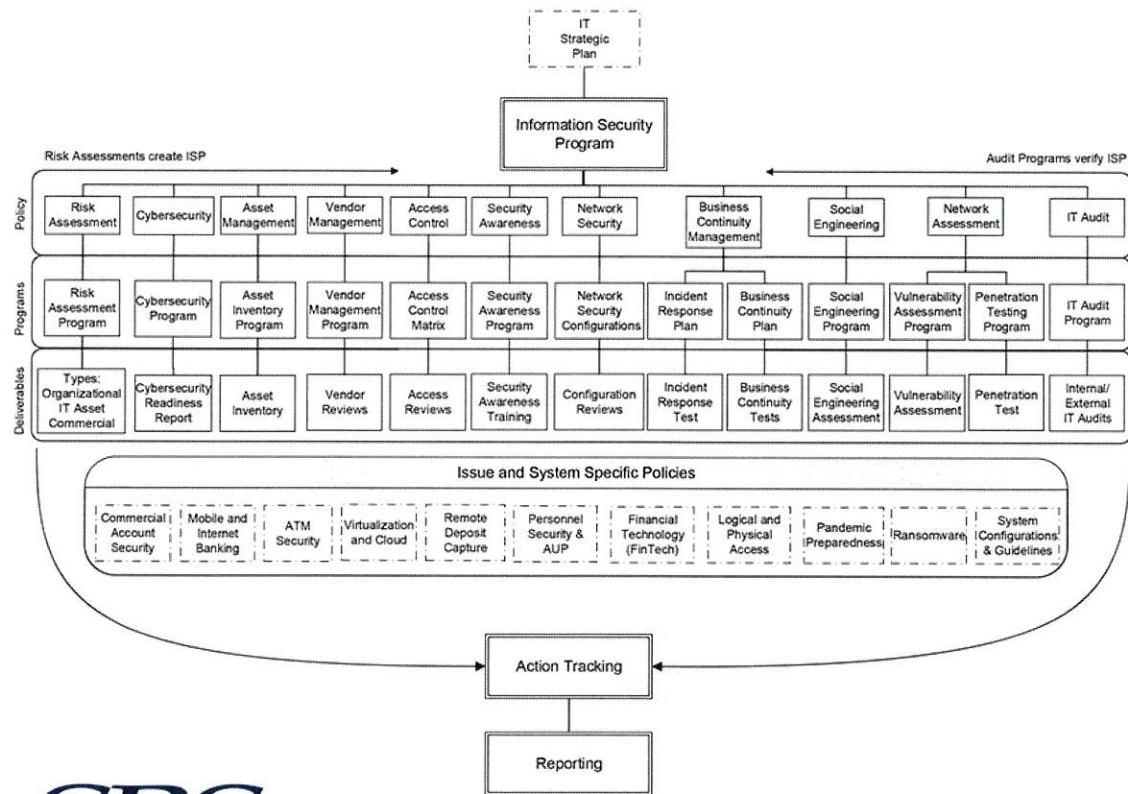 IT
Strategic
Plan
Information Security
Program
Risk Assessments create ISP
Audit Programs verify ISP
Policy
Risk
Assessment
Cybersecurity
Asset
Management
Vendor
Management
Access
Control
Security
Awareness
Network
Security
Business
Continuity
Management
Social
Engineering
Network
Assessment
IT Audit
Programs
Risk
Assessment
Program
Cybersecurity
Program
Asset
Inventory
Program
Vendor
Management
Program
Access
Control
Matrix
Security
Awareness
Program
Network
Security
Configurations
Incident
Response
Plan
Business
Continuity
Plan
Social
Engineering
Program
Vulnerability
Assessment
Program
Penetration
Testing
Program
IT Audit
Program
Deliverables
Types:
Organizational
IT Asset
Commercial
Cybersecurity
Readiness
Report
Asset
Inventory
Vendor
Reviews
Access
Reviews
Security
Awareness
Training
Configuration
Reviews
Incident
Response
Test
Business
Continuity
Tests
Social
Engineering
Assessment
Vulnerability
Assessment
Penetration
Test
Internal/
External
IT Audits
Issue and System Specific Policies
Commercial
Account
Security
Mobile and
Internet
Banking
ATM
Security
Virtualization
and Cloud
Remote
Deposit
Capture
Personnel
Security &
AUP
Financial
Technology
(FinTech)
Logical and
Physical
Access
Pandemic
Preparedness
Ransomware
System
Configurations
& Guidelines
Action Tracking
Reporting